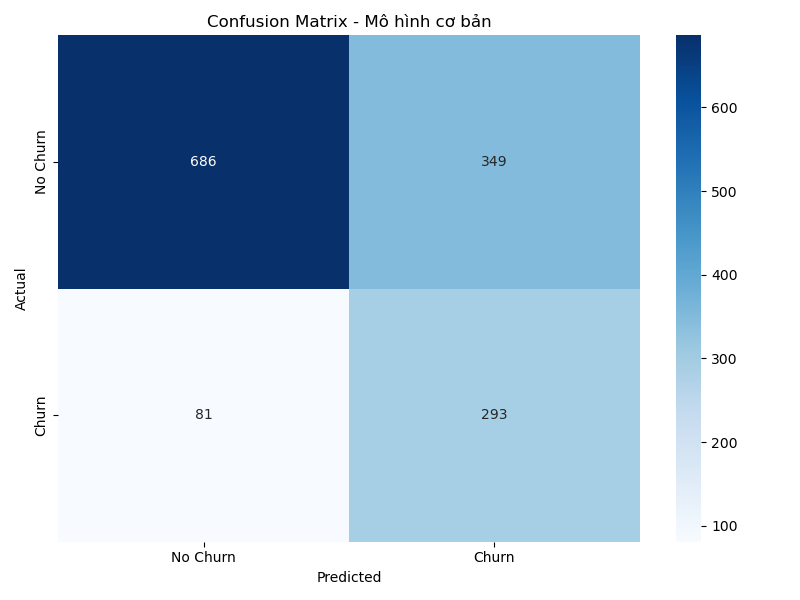 Confusion Matrix - Mô hình cơ bản
No Churn
686
349
Actual
Churn
81
293
No Churn
Churn
Predicted
600
500
400
300
200
100